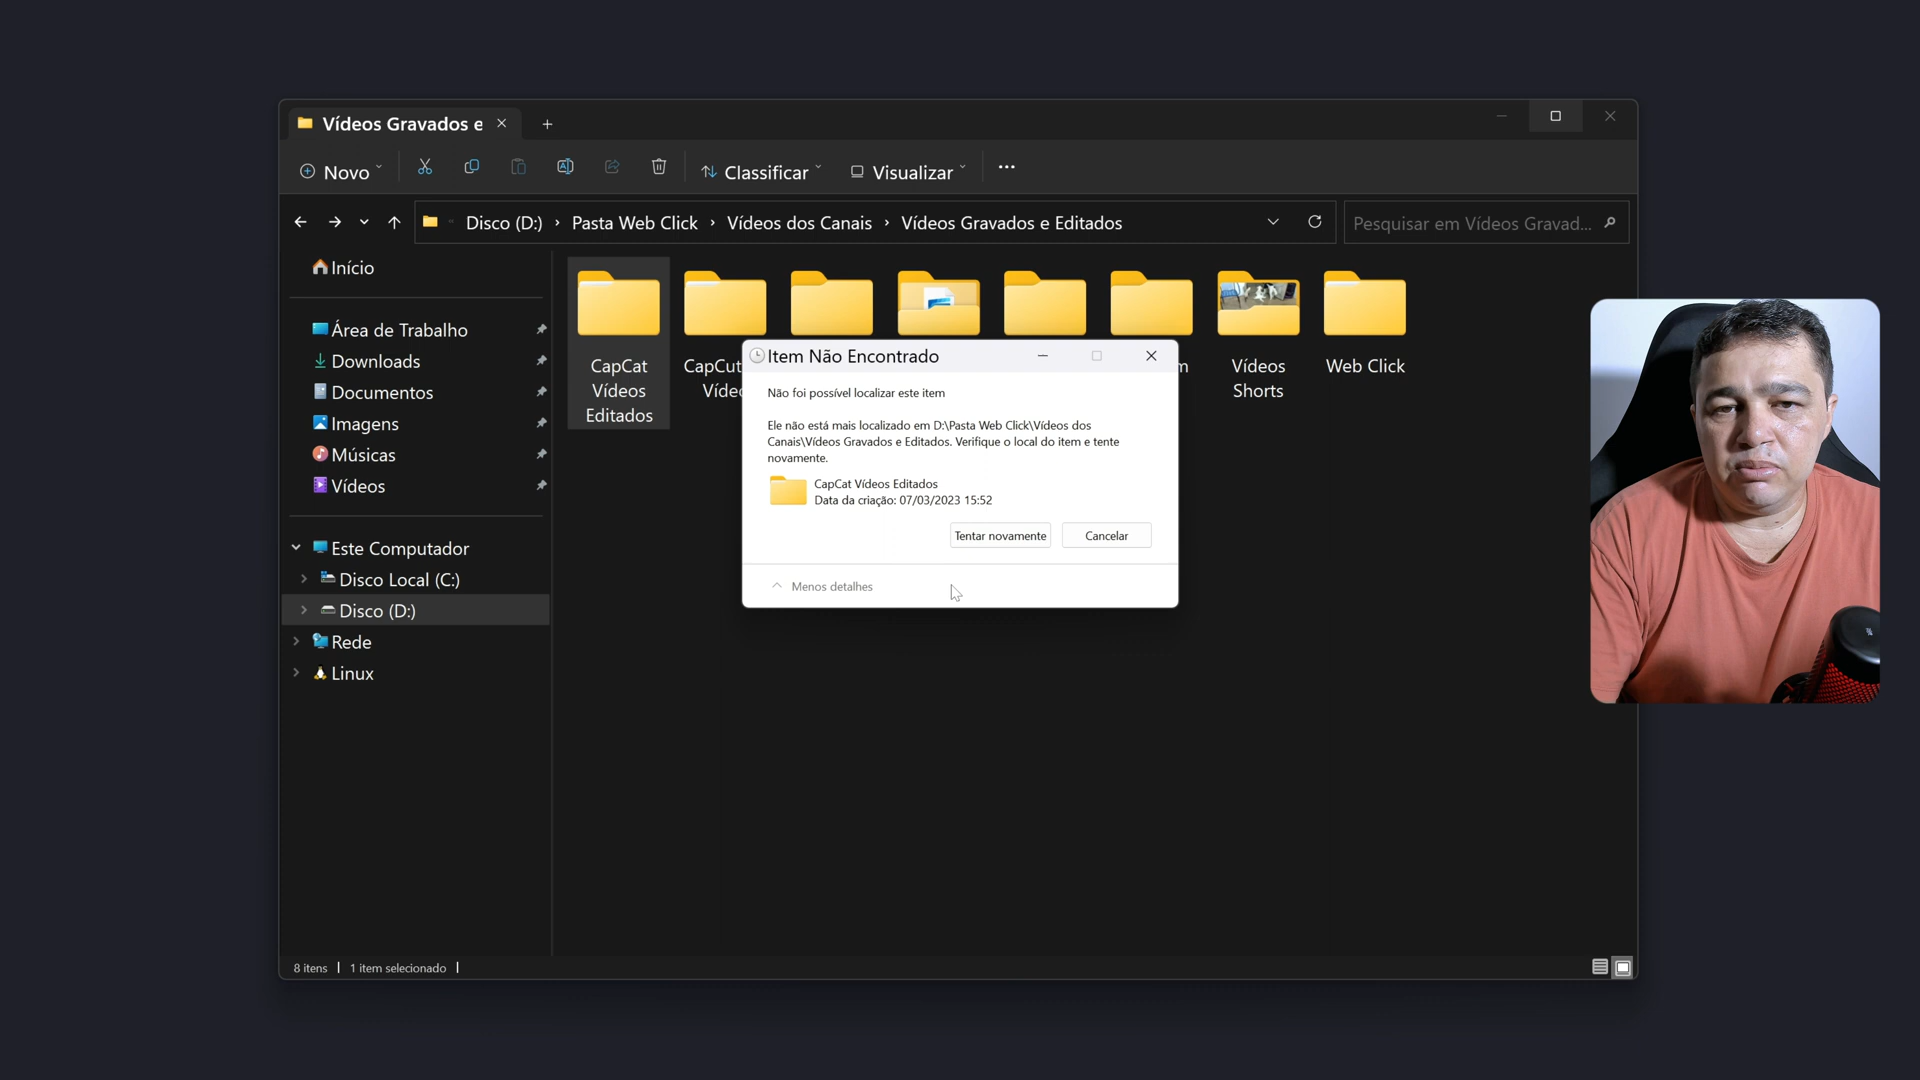 Vídeos Gravados e
Novo
Classificar
Visualizar
Disco (D:) › Pasta Web Click › Vídeos dos Canais › Vídeos Gravados e Editados
Pesquisar em Vídeos Gravad...
Início
Área de Trabalho
Downloads
Documentos
Imagens
Músicas
Vídeos
Este Computador
Disco Local (C:)
Disco (D:)
Rede
Linux
CapCat
Vídeos
Editados
CapCut
Vídeos
Shorts
Web Click
Item Não Encontrado
Não foi possível localizar este item
Ele não está mais localizado em D:\Pasta Web Click\Vídeos dos
Canais\Vídeos Gravados e Editados. Verifique o local do item e tente
novamente.
CapCat Vídeos Editados
Data da criação: 07/03/2023 15:52
Tentar novamente
Cancelar
Menos detalhes
8 itens
1 item selecionado